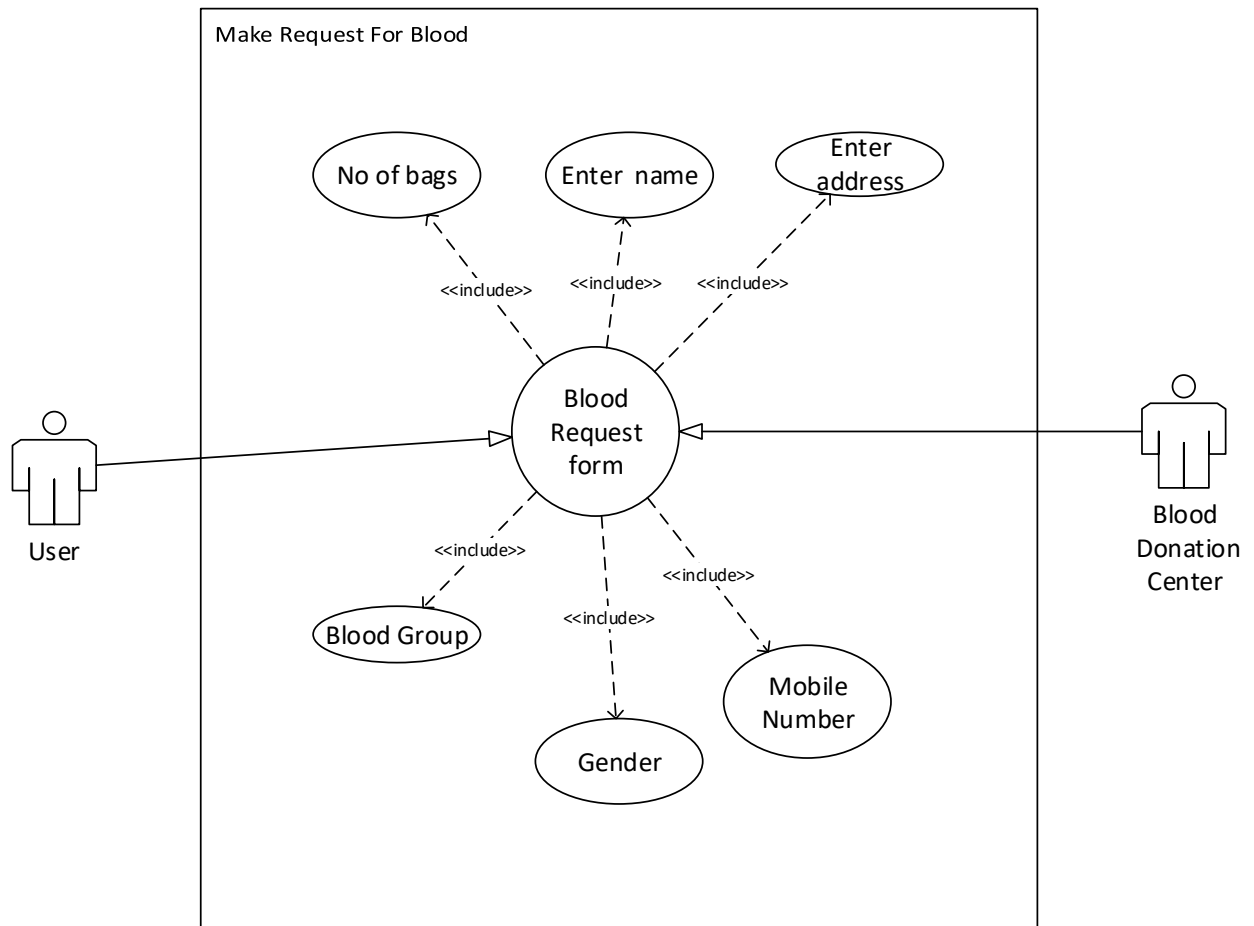 Make Request For Blood
No of bags
Enter name
Enter
address
<<include>>
<<include>>
<<include>>
Blood
Request
form
User
Blood
Donation
Center
<<include>>
<<include>>
<<include>>
Blood Group
Mobile
Number
Gender